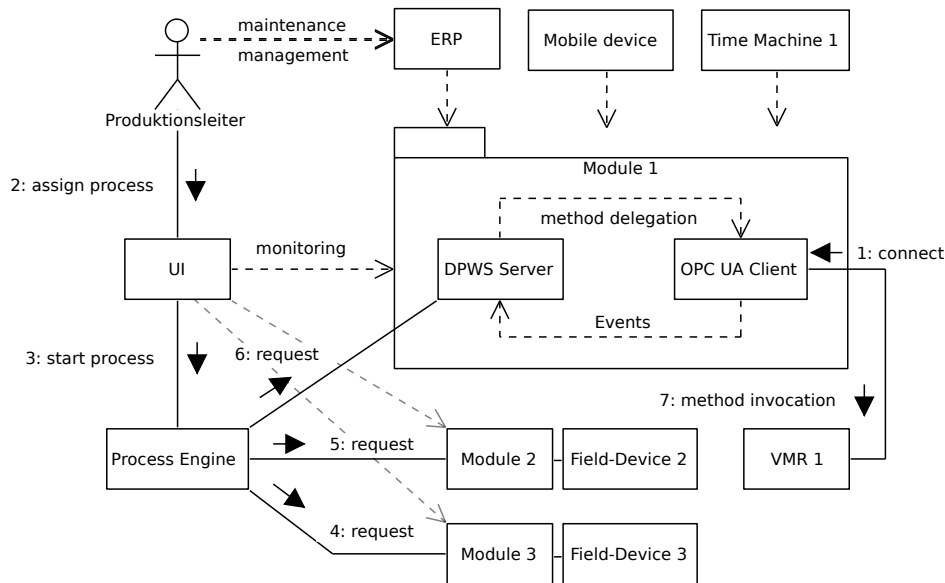 maintenance
management
ERP
Mobile device
Time Machine 1
Produktionsleiter
Module 1
2: assign process
method delegation
UI
monitoring
DPWS Server
OPC UA Client
1: connect
Events
3: start process
6: request
7: method invocation
5: request
Process Engine
Module 2
Field-Device 2
VMR 1
4: request
Module 3
Field-Device 3